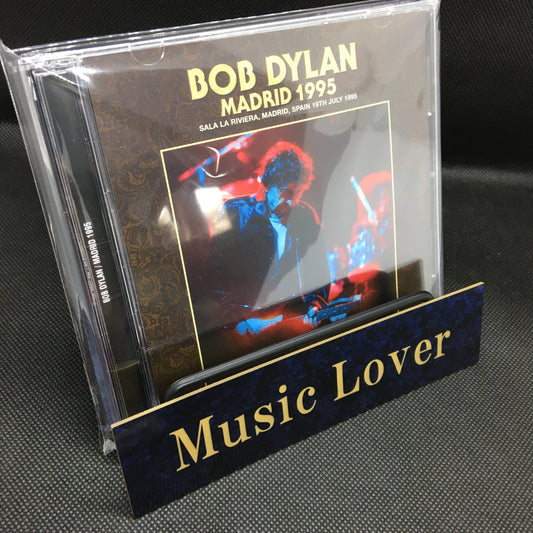 BOB DYLAN
MADRID 1995
SALA LA RIVIERA, MADRID, SPAIN 19TH JULY 1995
BOB DYLAN / MADRID 1995
Music Lover